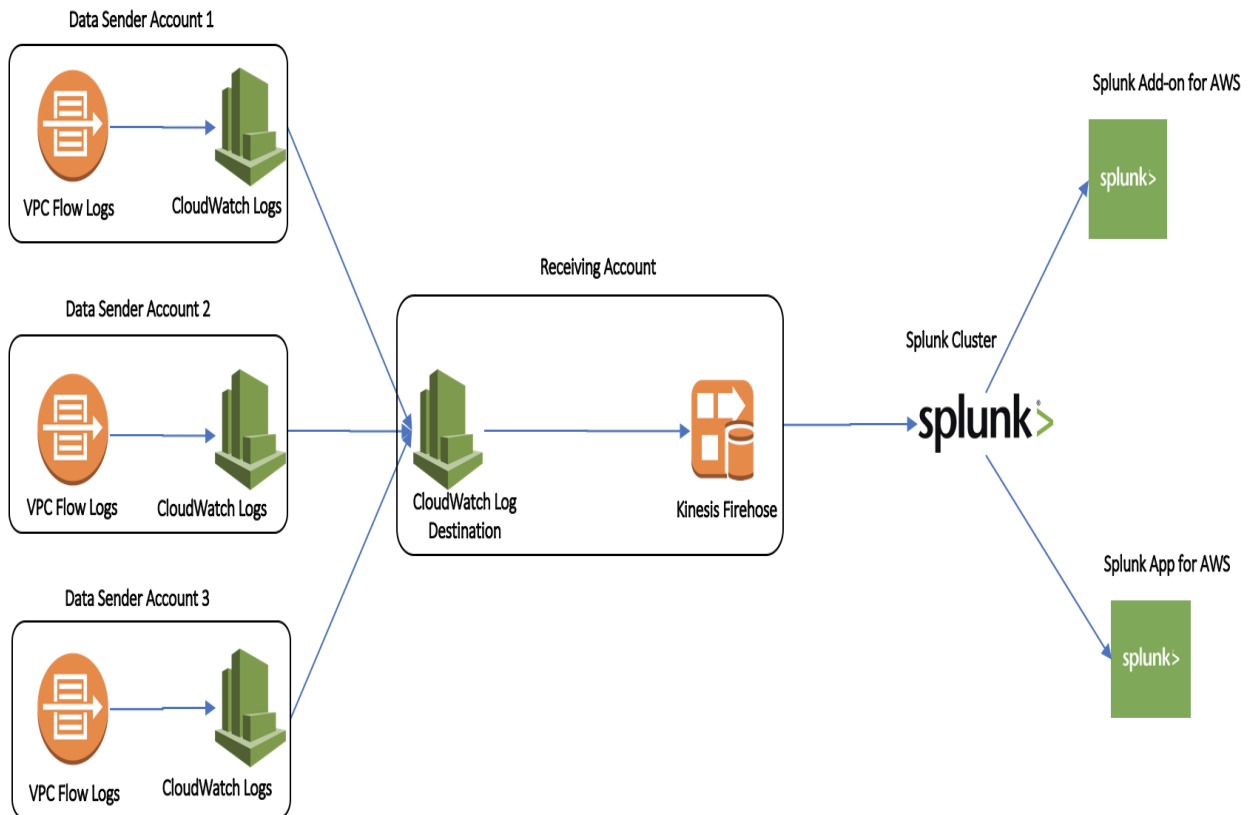 Data Sender Account 1
VPC Flow Logs
CloudWatch Logs
Data Sender Account 2
VPC Flow Logs
CloudWatch Logs
Data Sender Account 3
VPC Flow Logs
CloudWatch Logs
Receiving Account
CloudWatch Log
Destination
Kinesis Firehose
Splunk Cluster
splunk>
Splunk Add-on for AWS
splunk>
Splunk App for AWS
splunk>